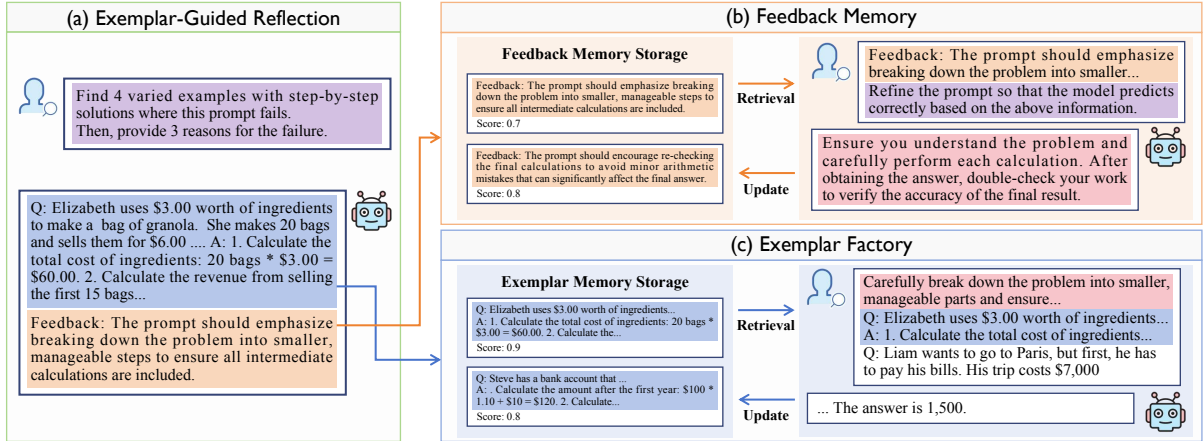 (a) Exemplar-Guided Reflection
Find 4 varied examples with step-by-step
solutions where this prompt fails.
Then, provide 3 reasons for the failure.
Q: Elizabeth uses $3.00 worth of ingredients
to make a bag of granola. She makes 20 bags
and sells them for $6.00 .... A: 1. Calculate the
total cost of ingredients: 20 bags * $3.00 =
$60.00. 2. Calculate the revenue from selling
the first 15 bags...
Feedback: The prompt should emphasize
breaking down the problem into smaller,
manageable steps to ensure all intermediate
calculations are included.
(b) Feedback Memory
Feedback Memory Storage
Feedback: The prompt should emphasize breaking
down the problem into smaller, manageable steps to
ensure all intermediate calculations are included.
Score: 0.7
Feedback: The prompt should encourage re-checking
the final calculations to avoid minor arithmetic
mistakes that can significantly affect the final answer.
Score: 0.8
Retrieval
Update
Feedback: The prompt should emphasize
breaking down the problem into smaller...
Refine the prompt so that the model predicts
correctly based on the above information.
Ensure you understand the problem and
carefully perform each calculation. After
obtaining the answer, double-check your work
to verify the accuracy of the final result.
(c) Exemplar Factory
Exemplar Memory Storage
Q: Elizabeth uses $3.00 worth of ingredients...
A: 1. Calculate the total cost of ingredients: 20 bags *
$3.00 = $60.00. 2. Calculate the...
Score: 0.9
Q: Steve has a bank account that ...
A: . Calculate the amount after the first year: $100 *
1.10 + $10 = $120. 2. Calculate...
Score: 0.8
Retrieval
Update
Carefully break down the problem into smaller,
manageable parts and ensure...
Q: Elizabeth uses $3.00 worth of ingredients...
A: 1. Calculate the total cost of ingredients...
Q: Liam wants to go to Paris, but first, he has
to pay his bills. His trip costs $7,000
... The answer is 1,500.